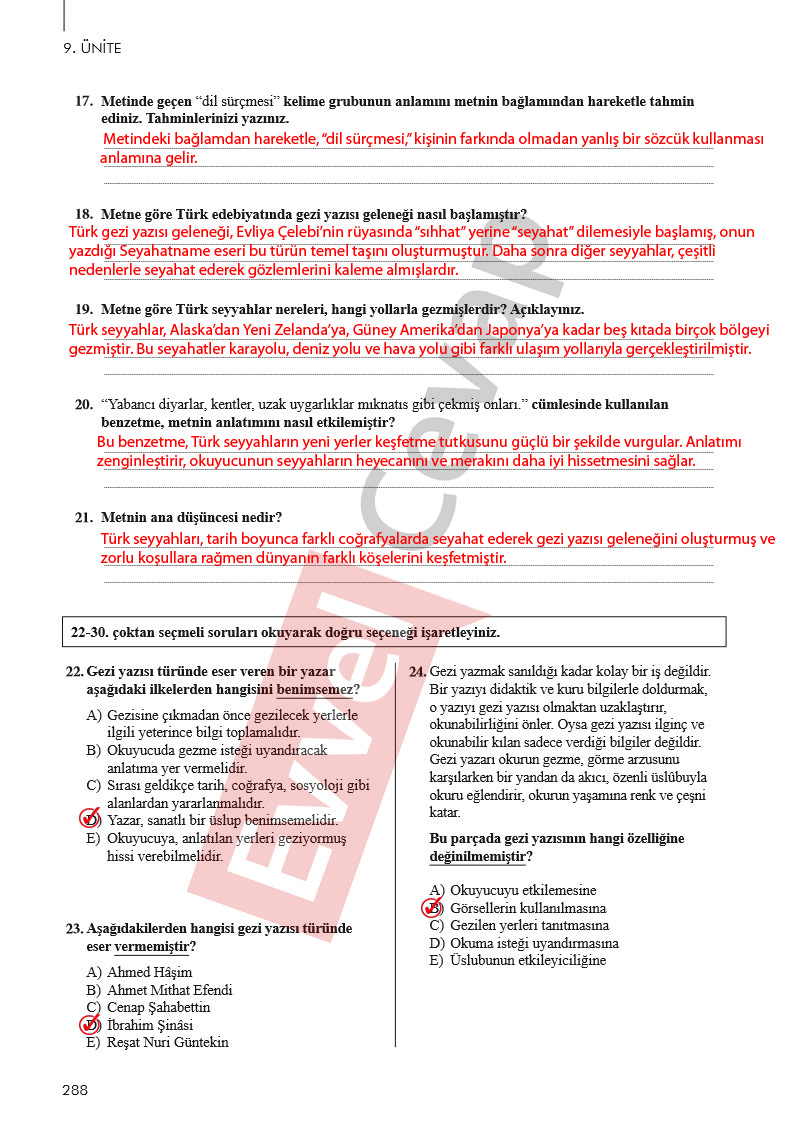 9. ÜNİTE
17. Metinde geçen “dil sürçmesi” kelime grubunun anlamını metnin bağlamından hareketle tahmin
ediniz. Tahminlerinizi yazınız.
Metindeki bağlamdan hareketle, “dil sürçmesi,” kişinin farkında olmadan yanlış bir sözcük kullanması
anlamına gelir.
18. Metne göre Türk edebiyatında gezi yazısı geleneği nasıl başlamıştır?
Türk gezi yazısı geleneği, Evliya Çelebi’nin rüyasında “sıhhat” yerine “seyahat” dilemesiyle başlamış, onun
yazdığı Seyahatname eseri bu türün temel taşını oluşturmuştur. Daha sonra diğer seyyahlar, çeşitli
nedenlerle seyahat ederek gözlemlerini kaleme almışlardır.
19. Metne göre Türk seyyahlar nereleri, hangi yollarla gezmişlerdir? Açıklayınız.
Türk seyyahlar, Alaska’dan Yeni Zelanda’ya, Güney Amerika’dan Japonya’ya kadar beş kıtada birçok bölgeyi
gezmiştir. Bu seyahatler karayolu, deniz yolu ve hava yolu gibi farklı ulaşım yollarıyla gerçekleştirilmiştir.
20. “Yabancı diyarlar, kentler, uzak uygarlıklar mıknatıs gibi çekmiş onları.” cümlesinde kullanılan
benzetme, metnin anlatımını nasıl etkilemiştir?
Bu benzetme, Türk seyyahların yeni yerler keşfetme tutkusunu güçlü bir şekilde vurgular. Anlatımı
zenginleştirir, okuyucunun seyyahların heyecanını ve merakını daha iyi hissetmesini sağlar.
21. Metnin ana düşüncesi nedir?
Türk seyyahları, tarih boyunca farklı coğrafyalarda seyahat ederek gezi yazısı geleneğini oluşturmuş ve
zorlu koşullara rağmen dünyanın farklı köşelerini keşfetmiştir.
Evvel Cevap
22-30. çoktan seçmeli soruları okuyarak doğru seçeneği işaretleyiniz.
22. Gezi yazısı türünde eser veren bir yazar
aşağıdaki ilkelerden hangisini benimsemez?
A) Gezisine çıkmadan önce gezilecek yerlerle
ilgili yeterince bilgi toplamalıdır.
B) Okuyucuda gezme isteği uyandıracak
anlatıma yer vermelidir.
C) Sırası geldikçe tarih, coğrafya, sosyoloji gibi
alanlardan yararlanmalıdır.
D) Yazar, sanatlı bir üslup benimsemelidir.
E) Okuyucuya, anlatılan yerleri geziyormuş
hissi verebilmelidir.
23. Aşağıdakilerden hangisi gezi yazısı türünde
eser vermemiştir?
A) Ahmed Hâşim
B) Ahmet Mithat Efendi
C) Cenap Şahabettin
D) İbrahim Şinâsi
E) Reşat Nuri Güntekin
24. Gezi yazmak sanıldığı kadar kolay bir iş değildir.
Bir yazıyı didaktik ve kuru bilgilerle doldurmak,
o yazıyı gezi yazısı olmaktan uzaklaştırır,
okunabilirliğini önler. Oysa gezi yazısı ilginç ve
okunabilir kılan sadece verdiği bilgiler değildir.
Gezi yazarı okurun gezme, görme arzusunu
karşılarken bir yandan da akıcı, özenli üslûbuyla
okuru eğlendirir, okurun yaşamına renk ve çeşni
katar.
Bu parçada gezi yazısının hangi özelliğine
değinilmemiştir?
A) Okuyucuyu etkilemesine
B) Görsellerin kullanılmasına
C) Gezilen yerleri tanıtmasına
D) Okuma isteği uyandırmasına
E) Üslubunun etkileyiciliğine
288